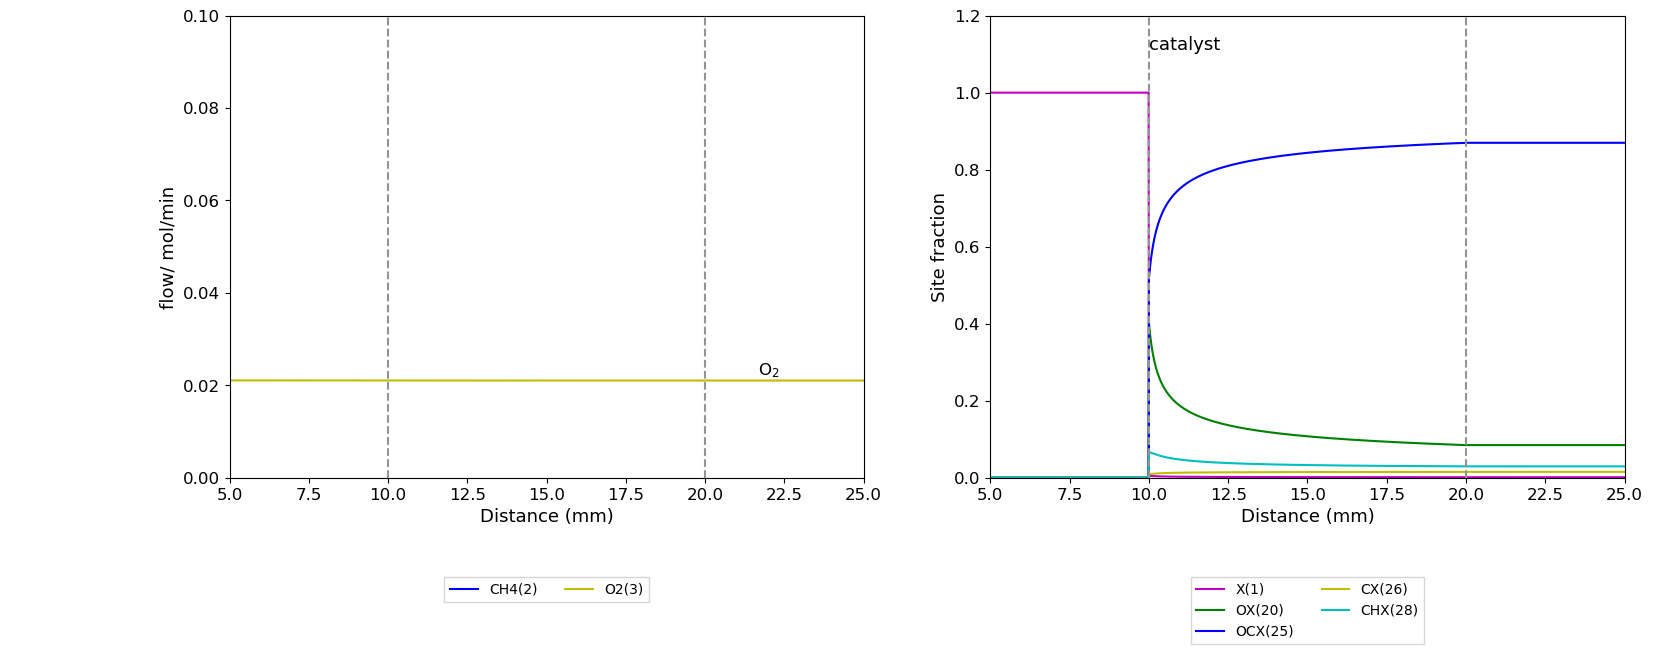 0.10
0.08
0.06
0.04
0.02
0.00
flow/ mol/min
O₂
5.0 7.5 10.0 12.5 15.0 17.5 20.0 22.5 25.0
Distance (mm)
CH4(2) O2(3)
1.2
1.0
0.8
0.6
0.4
0.2
0.0
Site fraction
catalyst
5.0 7.5 10.0 12.5 15.0 17.5 20.0 22.5 25.0
Distance (mm)
X(1) CX(26)
OX(20) CHX(28)
OCX(25)